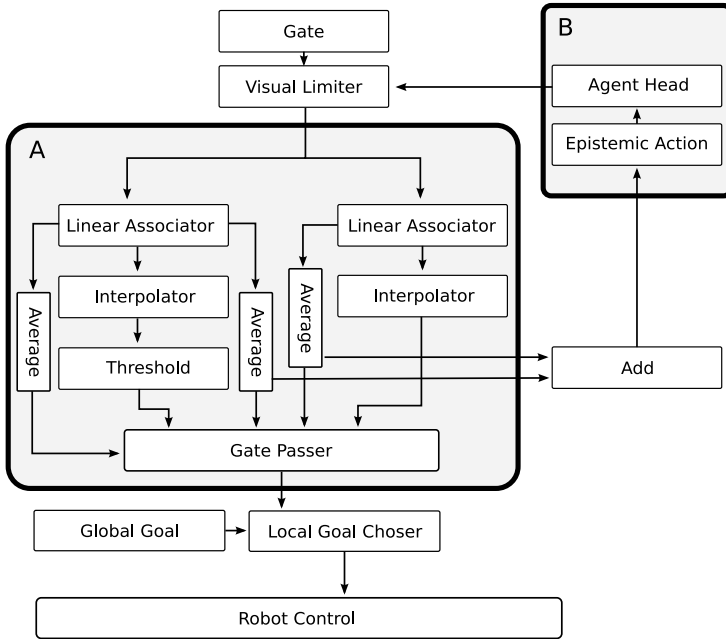 Gate
B
Visual Limiter
Agent Head
Epistemic Action
A
Linear Associator
Linear Associator
Average
Interpolator
Average
Average
Interpolator
Threshold
Add
Gate Passer
Global Goal
Local Goal Choser
Robot Control